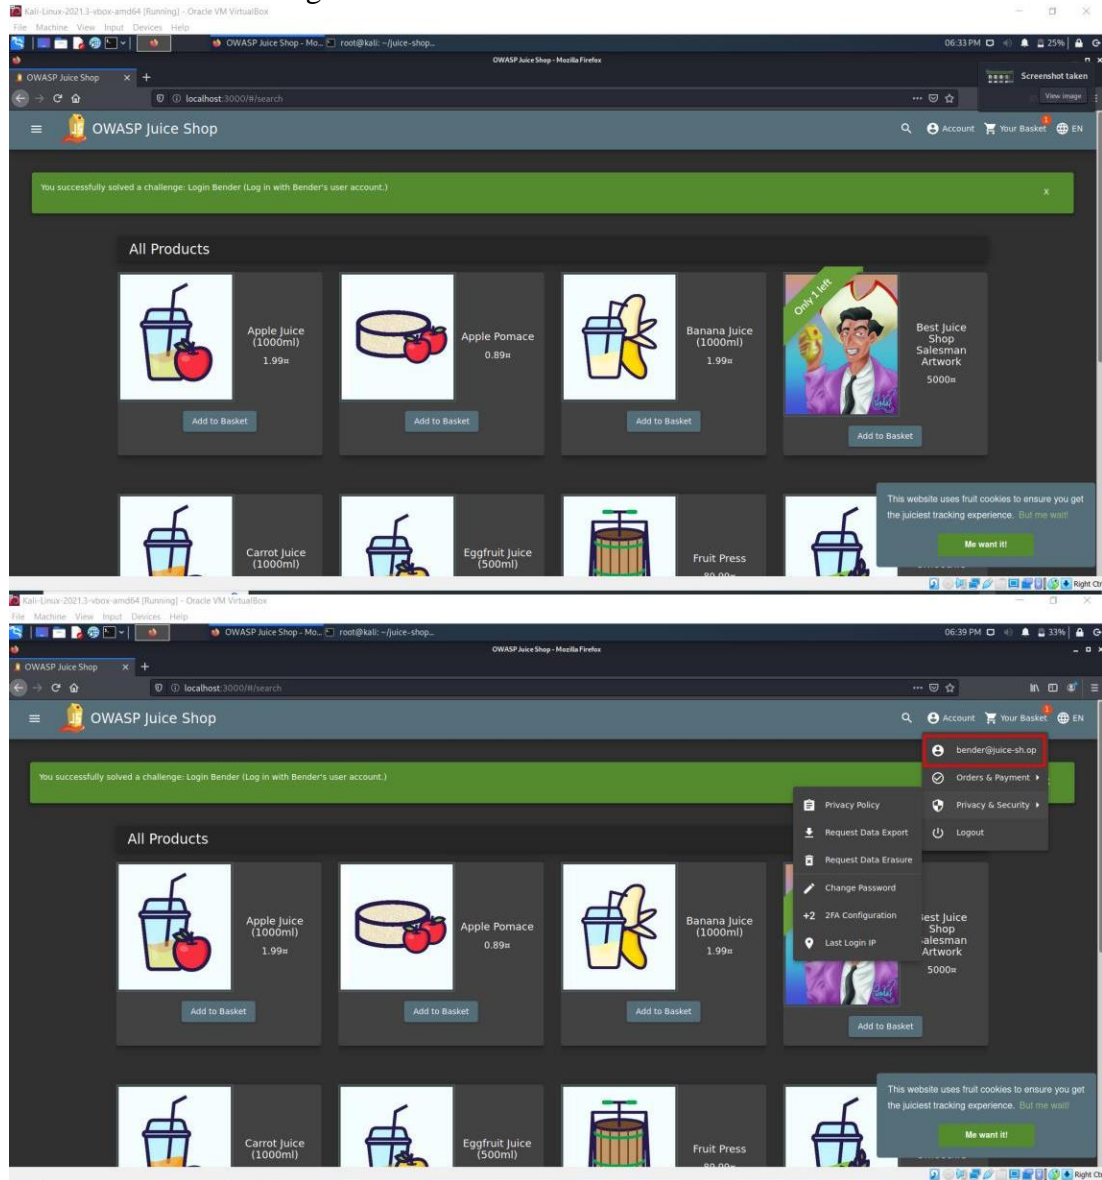 Kali-Linux-2021.3-vbox-amd64 [Running] - Oracle VM VirtualBox
File Machine View Input Devices Help
OWASP Juice Shop - Mo... root@kali: ~/juice-shop... 06:33 PM 25%
OWASP Juice Shop - Mozilla Firefox
OWASP Juice Shop
Screenshot taken
localhost:3000/#/search
View image
OWASP Juice Shop Account Your Basket 1 EN
You successfully solved a challenge: Login Bender (Log in with Bender's user account.) X
All Products
Only 1 left
Apple Juice (1000ml)
1.99¤
Add to Basket
Apple Pomace
0.89¤
Add to Basket
Banana Juice (1000ml)
1.99¤
Add to Basket
Best Juice Shop Salesman Artwork
5000¤
Add to Basket
Carrot Juice (1000ml)
Eggfruit Juice (500ml)
Fruit Press
89.99¤
This website uses fruit cookies to ensure you get
the juiciest tracking experience. But me wait!
Me want it!
Right Ctr
Kali-Linux-2021.3-vbox-amd64 [Running] - Oracle VM VirtualBox
File Machine View Input Devices Help
OWASP Juice Shop - Mo... root@kali: ~/juice-shop... 06:39 PM 33%
OWASP Juice Shop - Mozilla Firefox
OWASP Juice Shop
localhost:3000/#/search
OWASP Juice Shop Account Your Basket 1 EN
bender@juice-sh.op
Orders & Payment
Privacy & Security
Logout
Privacy Policy
Request Data Export
Request Data Erasure
Change Password
+2 2FA Configuration
Last Login IP
You successfully solved a challenge: Login Bender (Log in with Bender's user account.)
All Products
Apple Juice (1000ml)
1.99¤
Add to Basket
Apple Pomace
0.89¤
Add to Basket
Banana Juice (1000ml)
1.99¤
Add to Basket
Best Juice Shop Salesman Artwork
5000¤
Add to Basket
Carrot Juice (1000ml)
Eggfruit Juice (500ml)
Fruit Press
This website uses fruit cookies to ensure you get
the juiciest tracking experience. But me wait!
Me want it!
Right Ctr